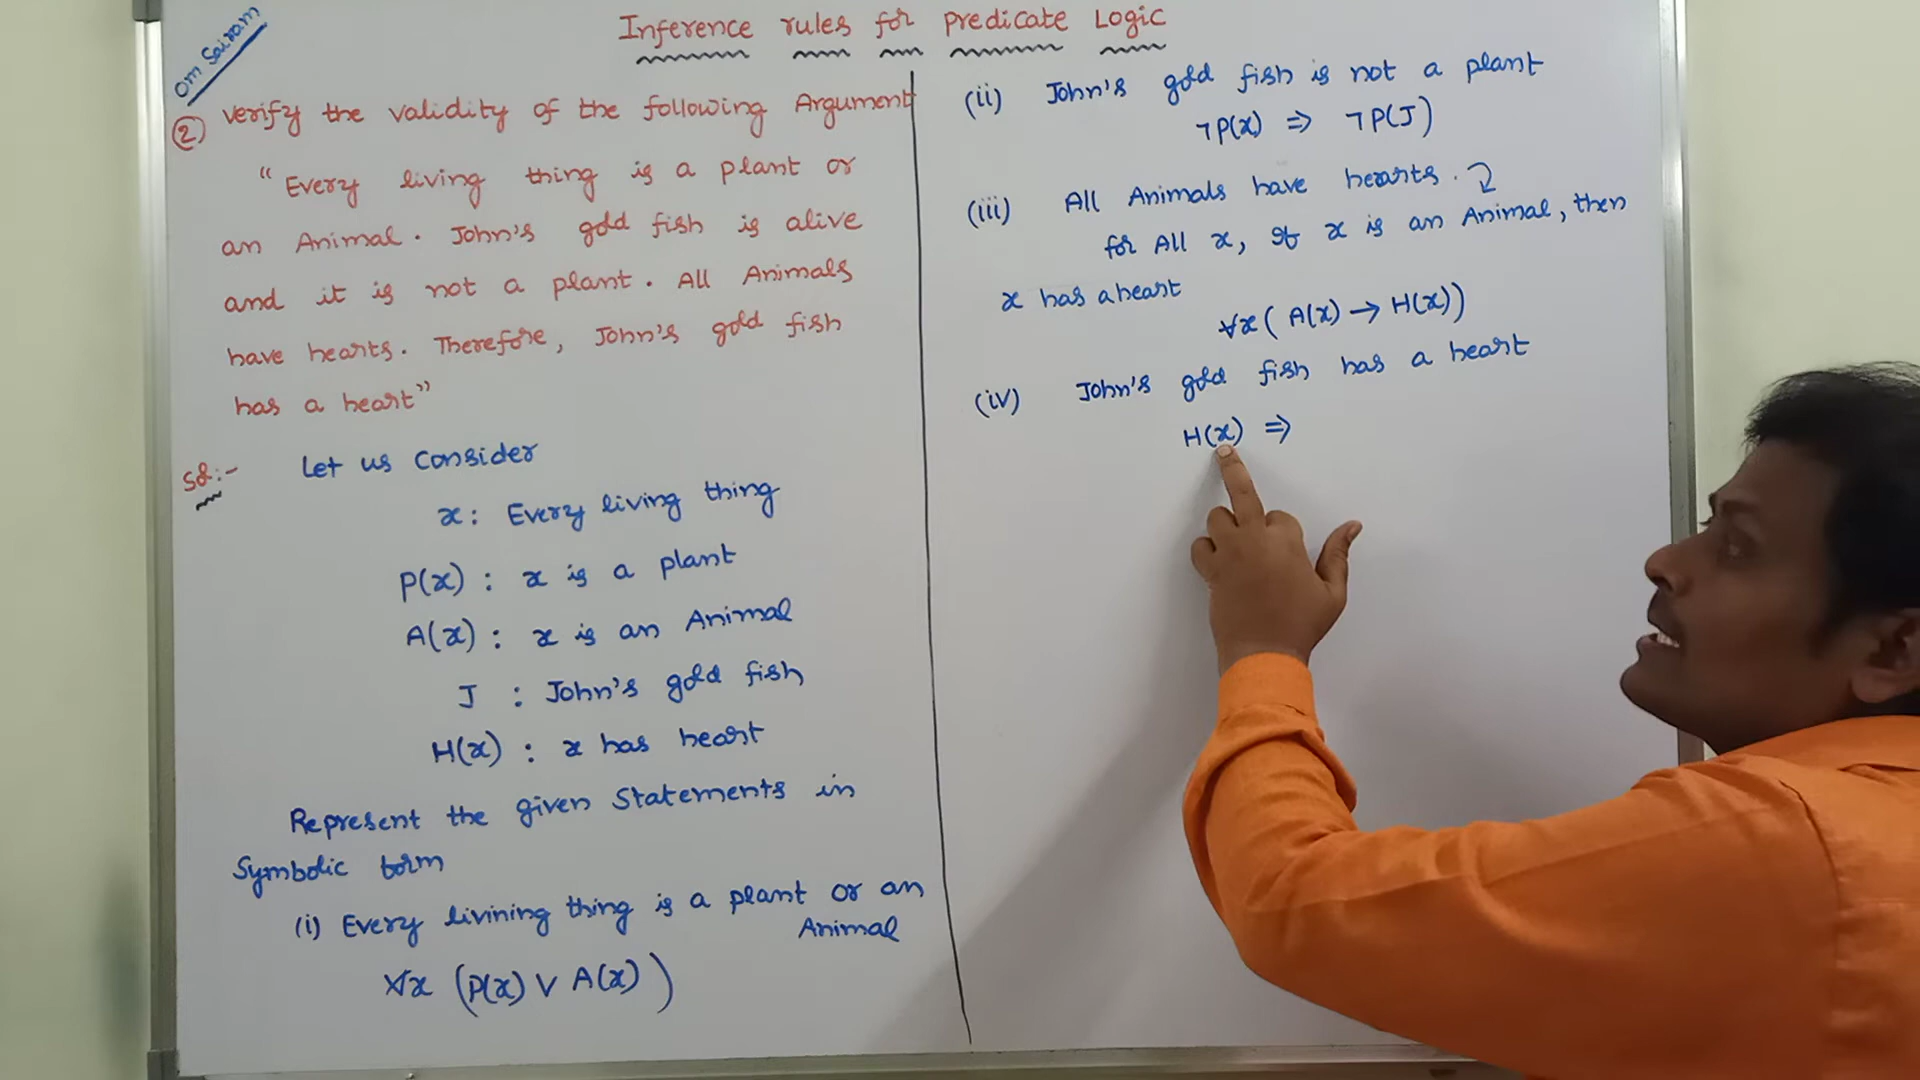 Om Sairam
Inference rules for predicate Logic
② Verify the validity of the following Argument
“Every living thing is a plant or
an Animal. John's gold fish is alive
and it is not a plant. All Animals
have hearts. Therefore, John's gold fish
has a heart”
Sol:- Let us consider
x: Every living thing
P(x) : x is a plant
A(x) : x is an Animal
J : John's gold fish
H(x) : x has heart
Represent the given Statements in
Symbolic form
(i) Every livining thing is a plant or an
Animal
∀x (P(x) ∨ A(x))
(ii) John's gold fish is not a plant
¬P(x) ⇒ ¬P(J)
(iii) All Animals have hearts.
for All x, if x is an Animal, then
x has a heart
∀x ( A(x) → H(x))
(iv) John's gold fish has a heart
H(x) ⇒